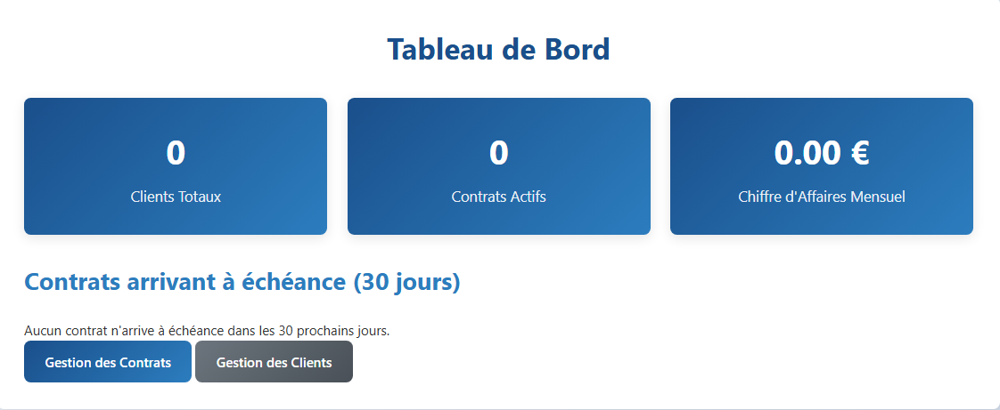 Tableau de Bord
0
Clients Totaux
0
Contrats Actifs
0.00 €
Chiffre d'Affaires Mensuel
Contrats arrivant à échéance (30 jours)
Aucun contrat n'arrive à échéance dans les 30 prochains jours.
Gestion des Contrats
Gestion des Clients